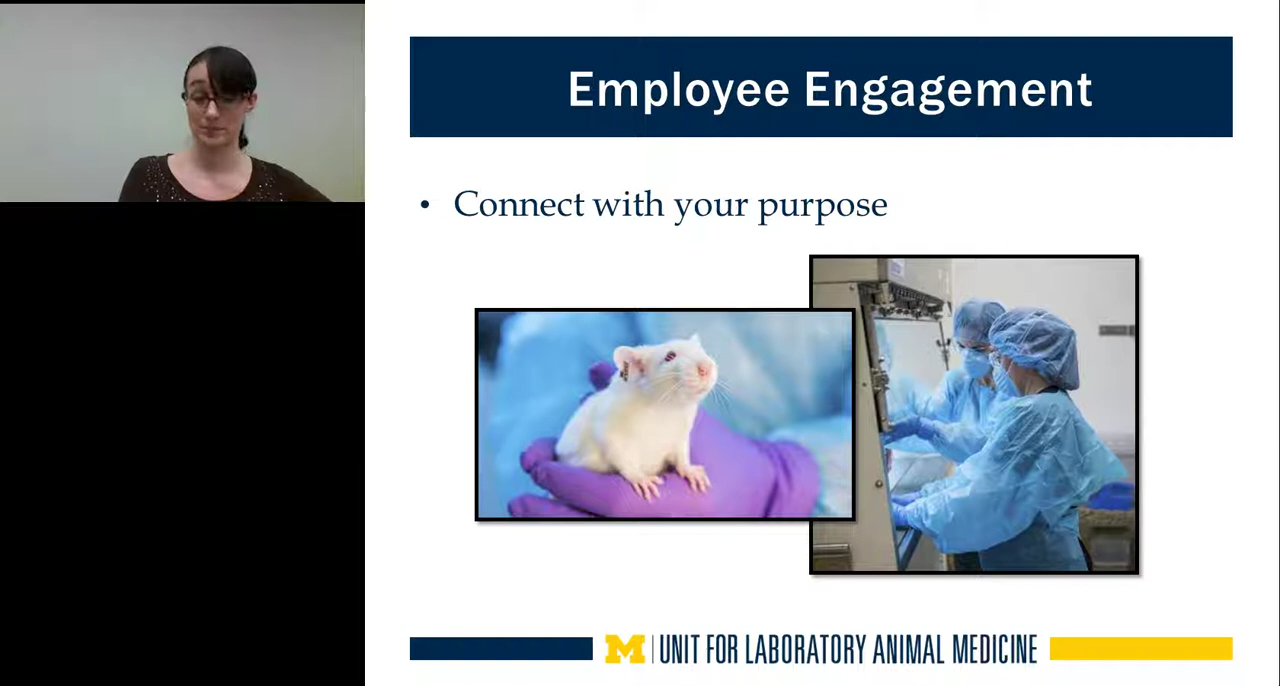 Employee Engagement
• Connect with your purpose
M | UNIT FOR LABORATORY ANIMAL MEDICINE